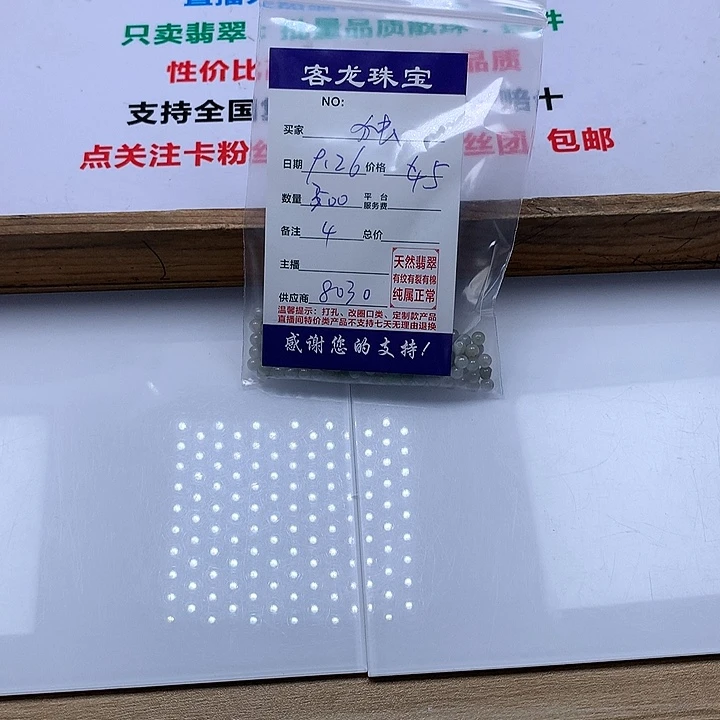 只卖翡翠
性价比 品质
支持全国 赔十
点关注卡粉丝 丝团 包邮
客龙珠宝
NO:
买家
日期 9.26 价格 45
数量 500 平台服务费
备注 4 总价
主播
供应商 8030
天然翡翠
有纹有裂有棉
纯属正常
温馨提示：打孔、改圈口类、定制款产品
直播间特价类产品不支持七天无理由退换
感谢您的支持！